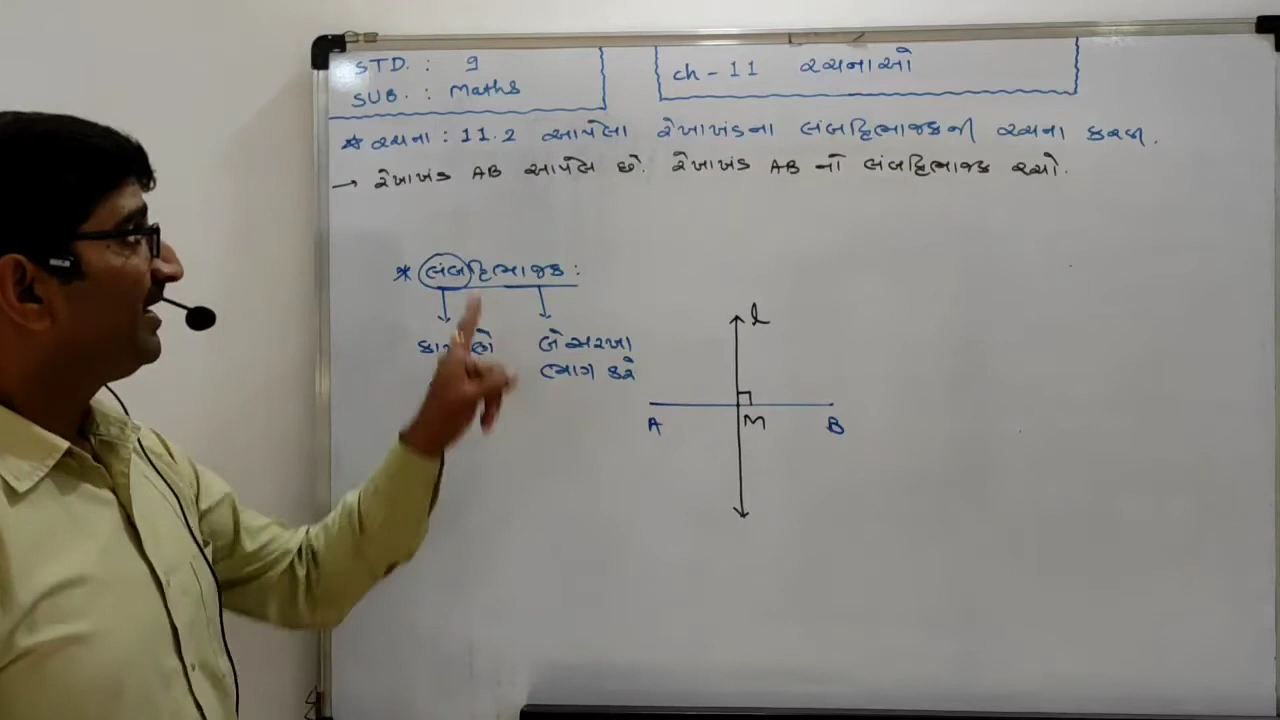 STD. : 9
SUB. : Maths
ch - 11 રચનાઓ
* રચના : 11.2 આપેલા રેખાખંડના લંબદ્વિભાજકની રચના કરવી.
→ રેખાખંડ AB આપેલ છે. રેખાખંડ AB નો લંબદ્વિભાજક રચો.
* લંબદ્વિભાજક :
બે સરખા
ભાગ કરે
l
A M B